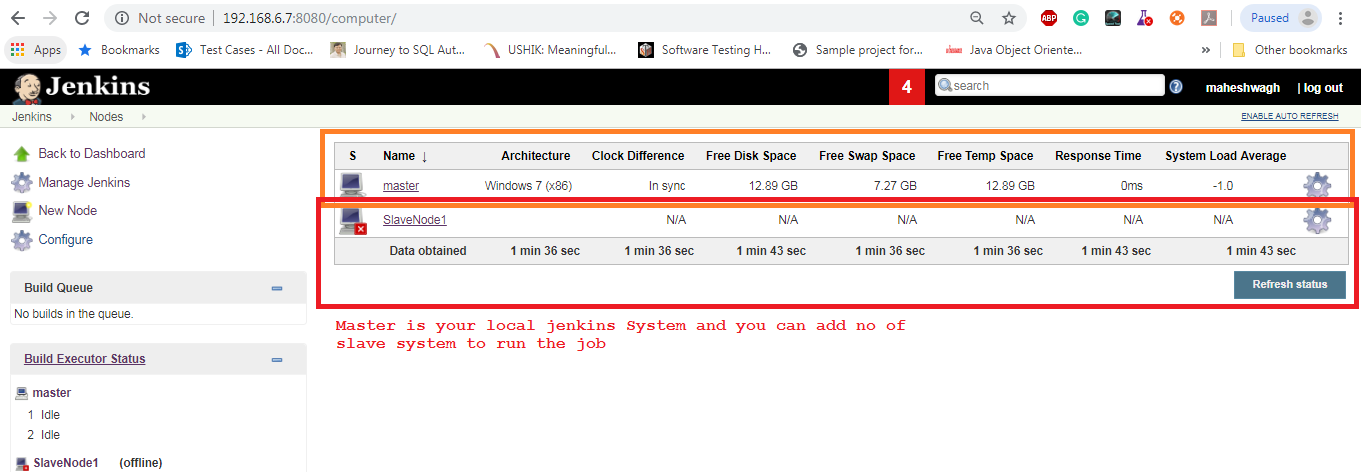 Not secure | 192.168.6.7:8080/computer/
ABP
Paused
Apps Bookmarks Test Cases - All Doc... Journey to SQL Aut... USHIK: Meaningful... Software Testing H... Sample project for... Java Object Oriente... » Other bookmarks
Jenkins 4 search maheshwagh | log out
Jenkins Nodes ENABLE AUTO REFRESH
Back to Dashboard
Manage Jenkins
New Node
Configure
Build Queue
No builds in the queue.
Build Executor Status
master
1 Idle
2 Idle
SlaveNode1 (offline)
S Name ↓ Architecture Clock Difference Free Disk Space Free Swap Space Free Temp Space Response Time System Load Average
master Windows 7 (x86) In sync 12.89 GB 7.27 GB 12.89 GB 0ms -1.0
SlaveNode1 N/A N/A N/A N/A N/A N/A
Data obtained 1 min 36 sec 1 min 36 sec 1 min 43 sec 1 min 36 sec 1 min 36 sec 1 min 43 sec 1 min 43 sec
Refresh status
Master is your local jenkins System and you can add no of
slave system to run the job